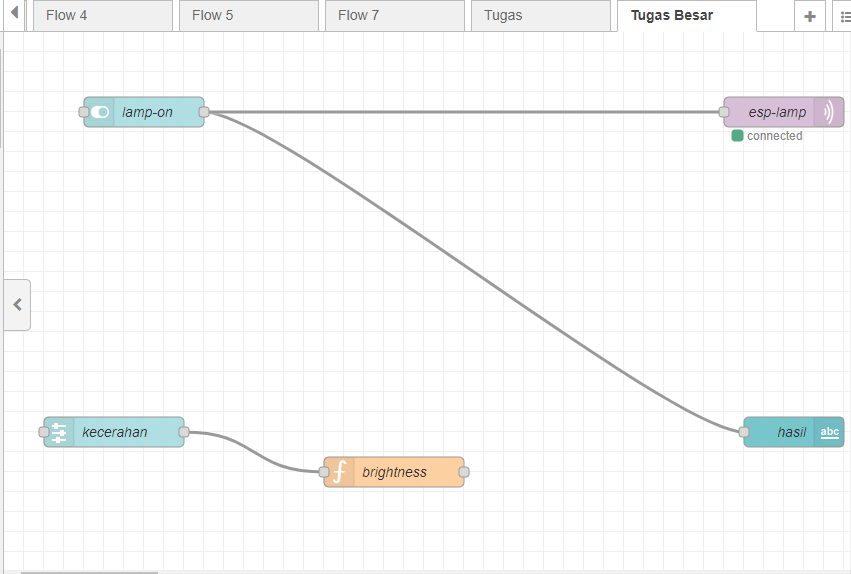 Flow 4
Flow 5
Flow 7
Tugas
Tugas Besar
lamp-on
esp-lamp
connected
kecerahan
hasil
abc
brightness